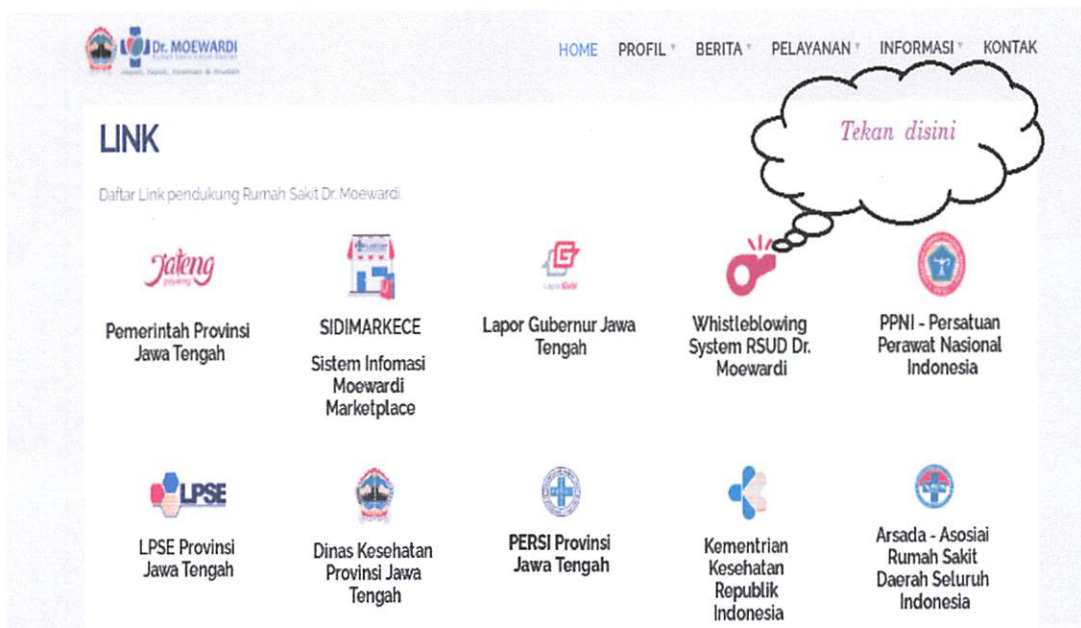 Dr. MOEWARDI
HOME PROFIL BERITA PELAYANAN INFORMASI KONTAK
Tekan disini
LINK
Daftar Link pendukung Rumah Sakit Dr. Moewardi.
Jateng
gayeng
Lapor Gub!
Pemerintah Provinsi
Jawa Tengah
SIDIMARKECE
Sistem Infomasi
Moewardi
Marketplace
Lapor Gubernur Jawa
Tengah
Whistleblowing
System RSUD Dr.
Moewardi
PPNI - Persatuan
Perawat Nasional
Indonesia
LPSE
LPSE Provinsi
Jawa Tengah
Dinas Kesehatan
Provinsi Jawa
Tengah
PERSI Provinsi
Jawa Tengah
Kementrian
Kesehatan
Republik
Indonesia
Arsada - Asosiai
Rumah Sakit
Daerah Seluruh
Indonesia